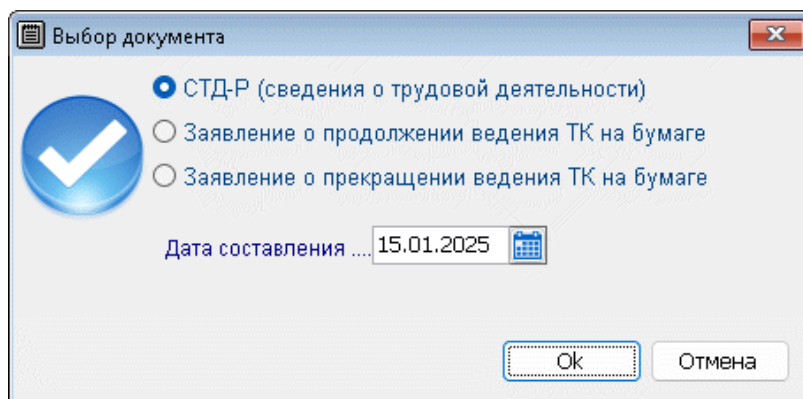 Выбор документа
СТД-Р (сведения о трудовой деятельности)
Заявление о продолжении ведения ТК на бумаге
Заявление о прекращении ведения ТК на бумаге
Дата составления .... 15.01.2025
Ok Отмена